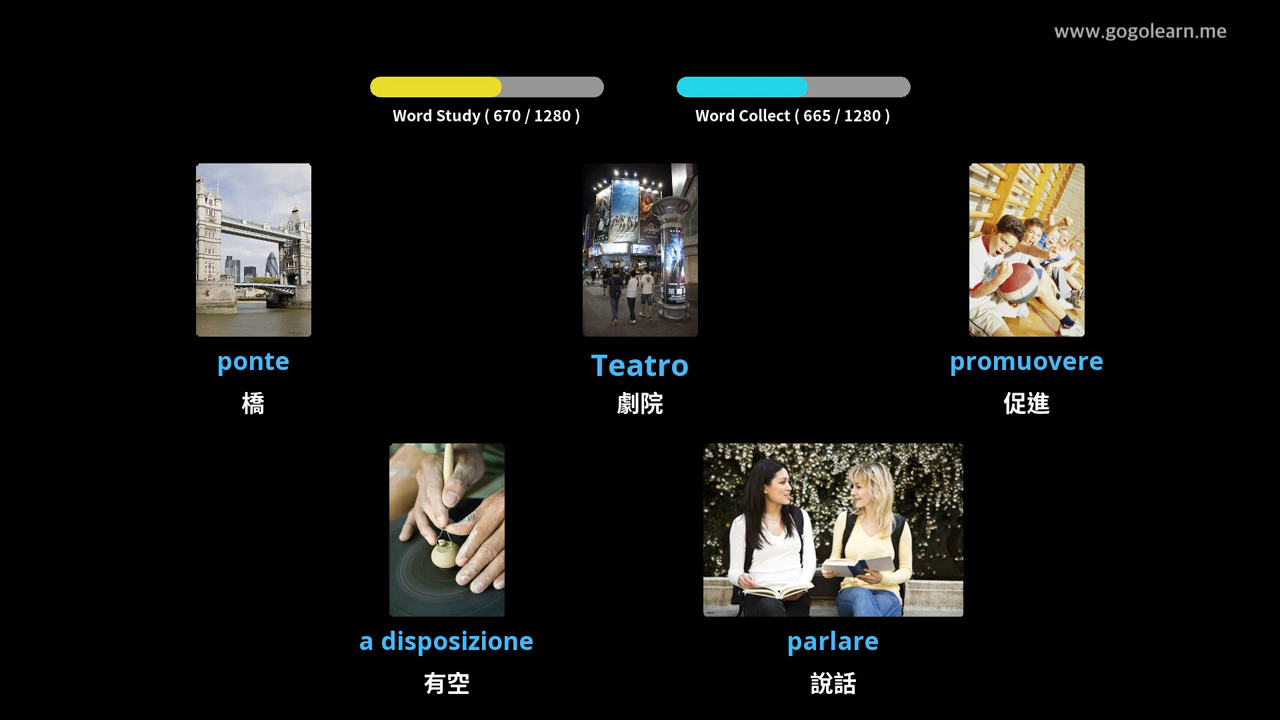 www.gogolearn.me
Word Study ( 670 / 1280 )
Word Collect ( 665 / 1280 )
ponte
Teatro
promuovere
橋
劇院
促進
a disposizione
parlare
有空
說話